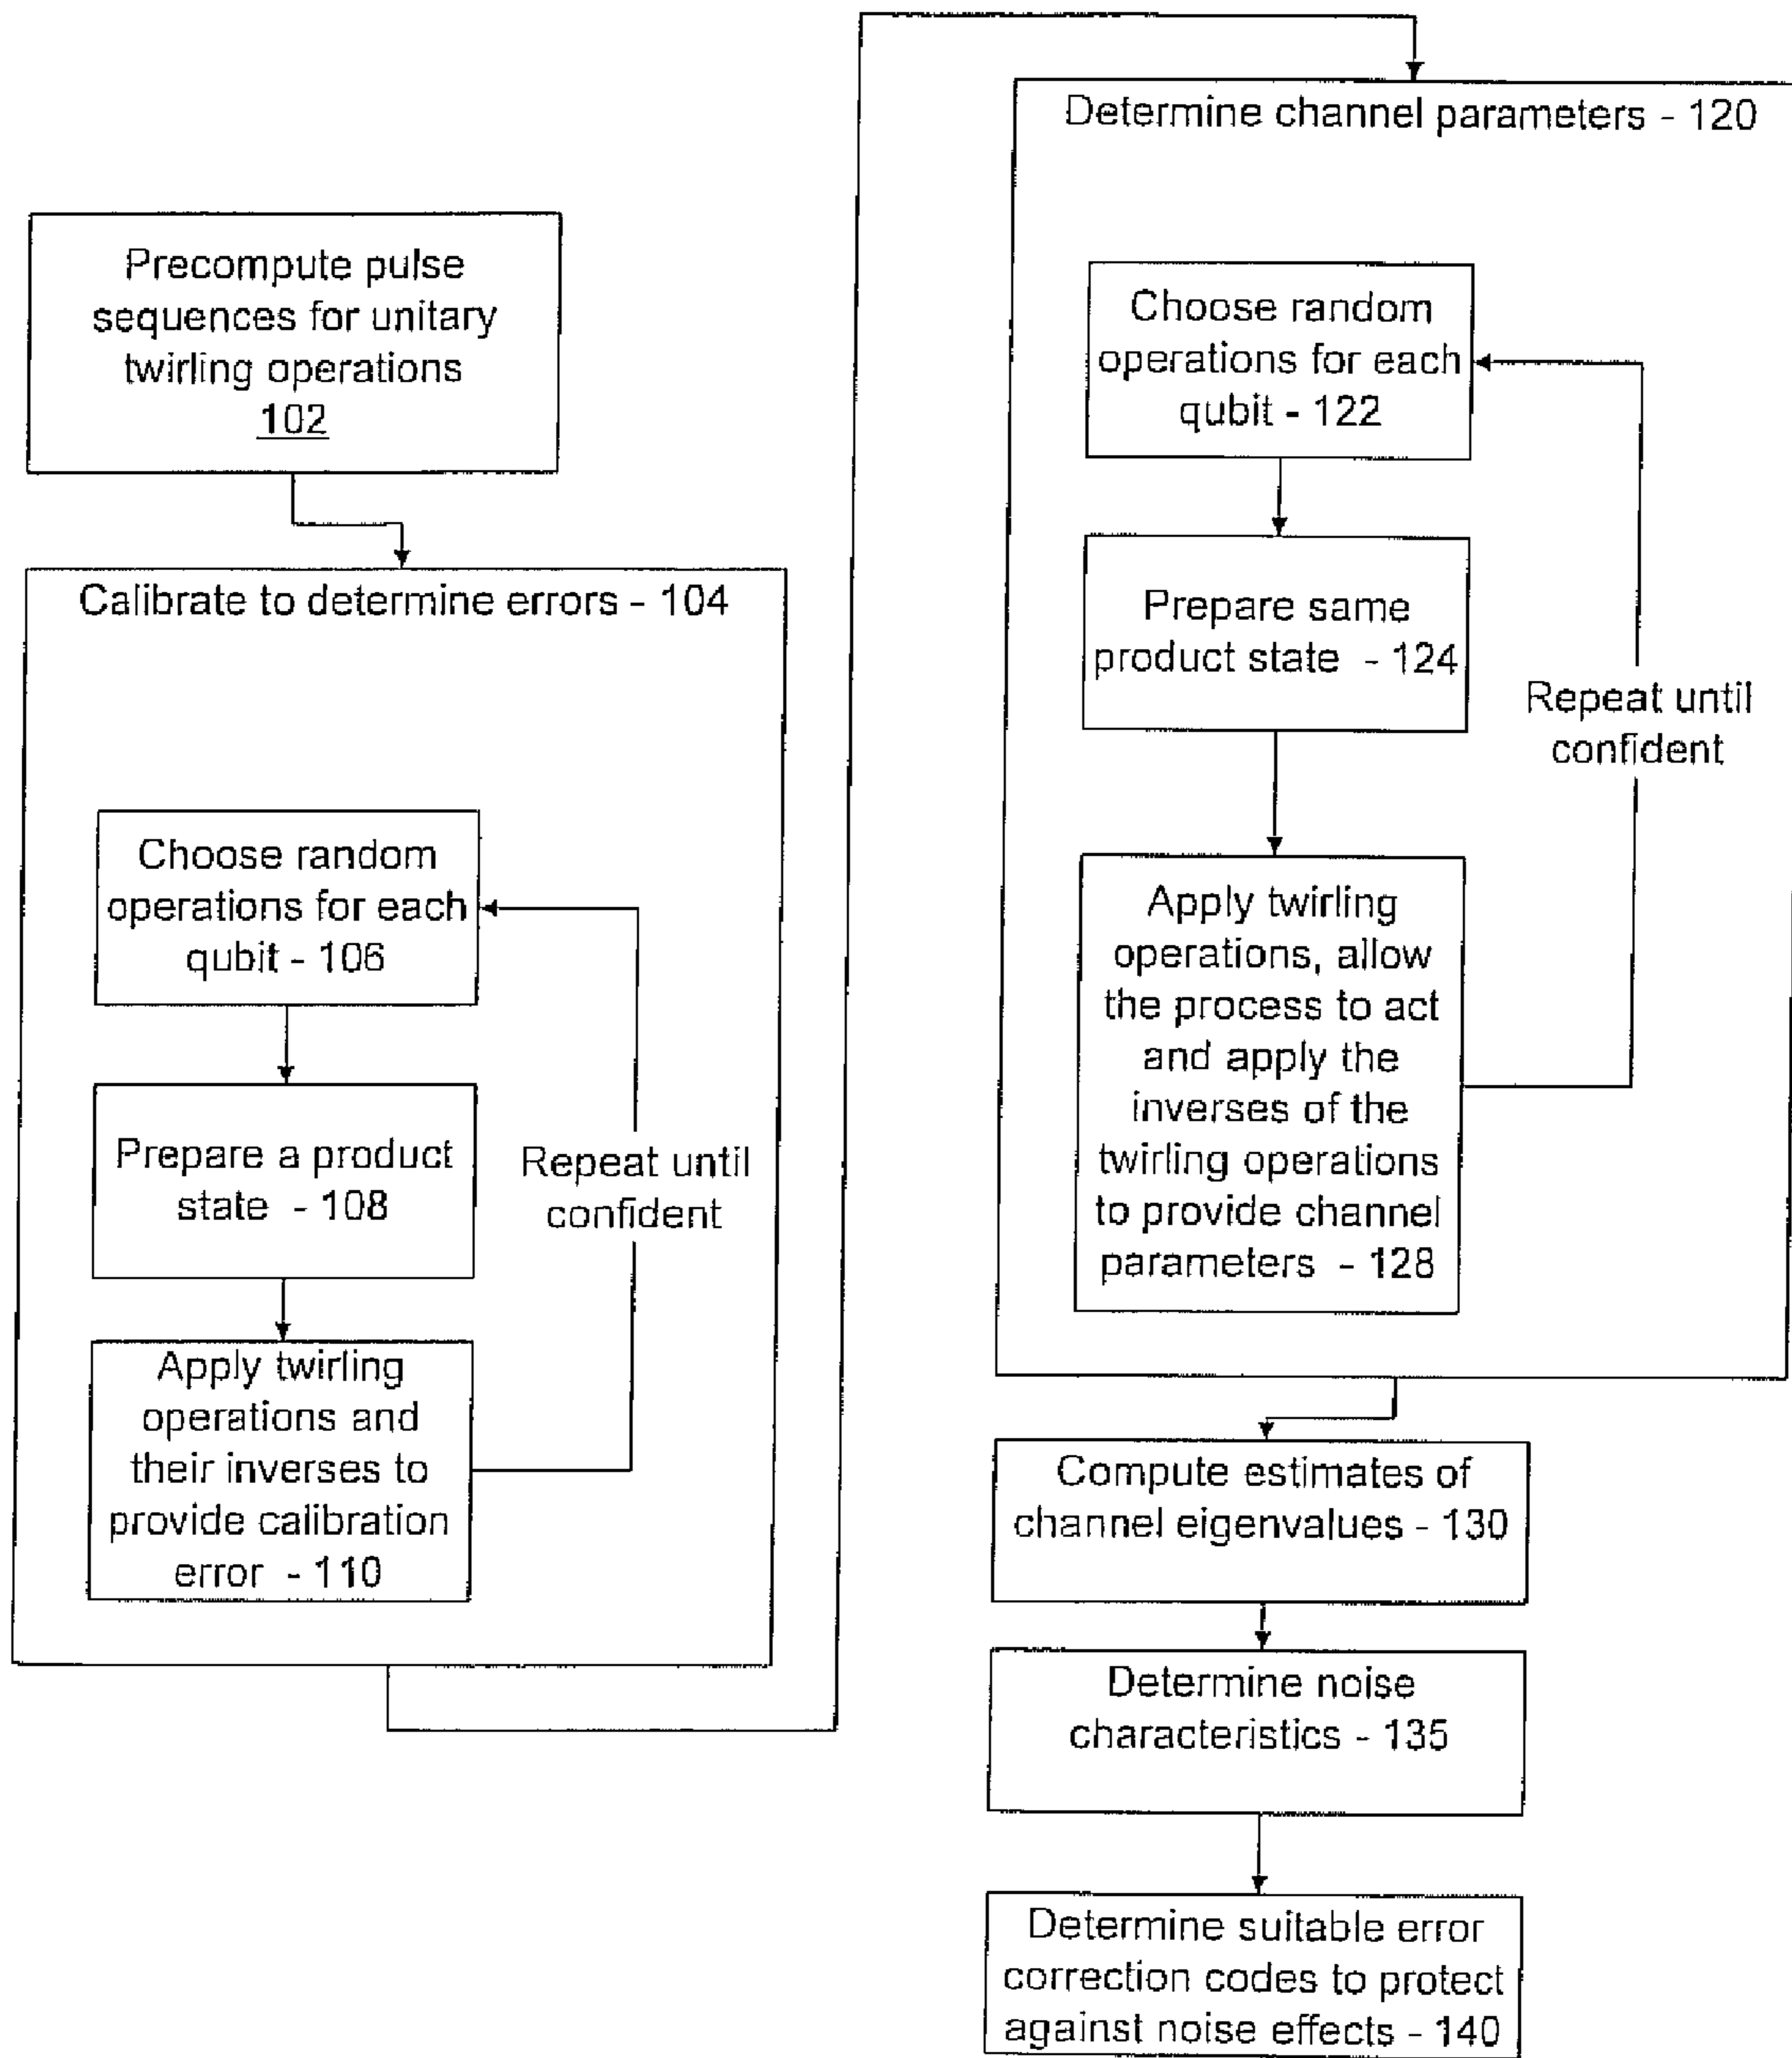 Precompute pulse
sequences for unitary
twirling operations
102
Calibrate to determine errors - 104
Choose random
operations for each
qubit - 106
Prepare a product
state - 108
Apply twirling
operations and
their inverses to
provide calibration
error - 110
Repeat until
confident
Determine channel parameters - 120
Choose random
operations for each
qubit - 122
Prepare same
product state - 124
Apply twirling
operations, allow
the process to act
and apply the
inverses of the
twirling operations
to provide channel
parameters - 128
Repeat until
confident
Compute estimates of
channel eigenvalues - 130
Determine noise
characteristics - 135
Determine suitable error
correction codes to protect
against noise effects - 140